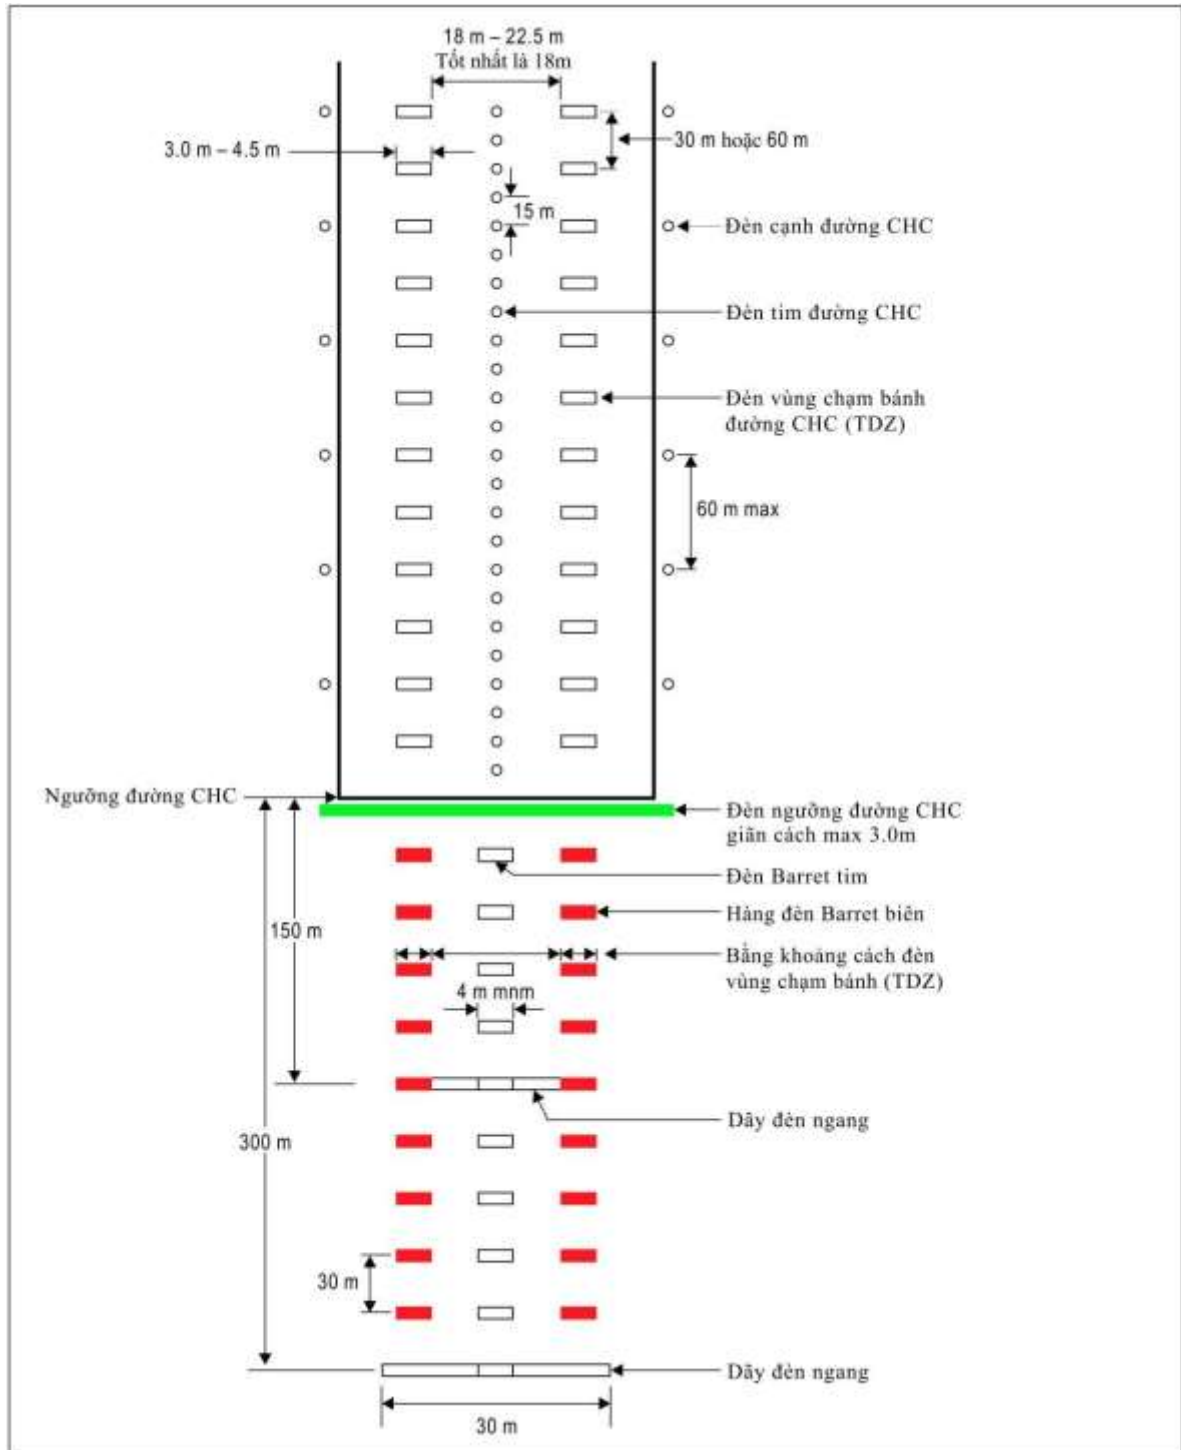 18 m – 22.5 m
Tốt nhất là 18m
3.0 m – 4.5 m
30 m hoặc 60 m
15 m
Đèn cạnh đường CHC
Đèn tim đường CHC
Đèn vùng chạm bánh
đường CHC (TDZ)
60 m max
Ngưỡng đường CHC
Đèn ngưỡng đường CHC
giãn cách max 3.0m
Đèn Barret tim
Hàng đèn Barret biên
150 m
Bằng khoảng cách đèn
vùng chạm bánh (TDZ)
4 m mnm
Dãy đèn ngang
300 m
30 m
Dãy đèn ngang
30 m